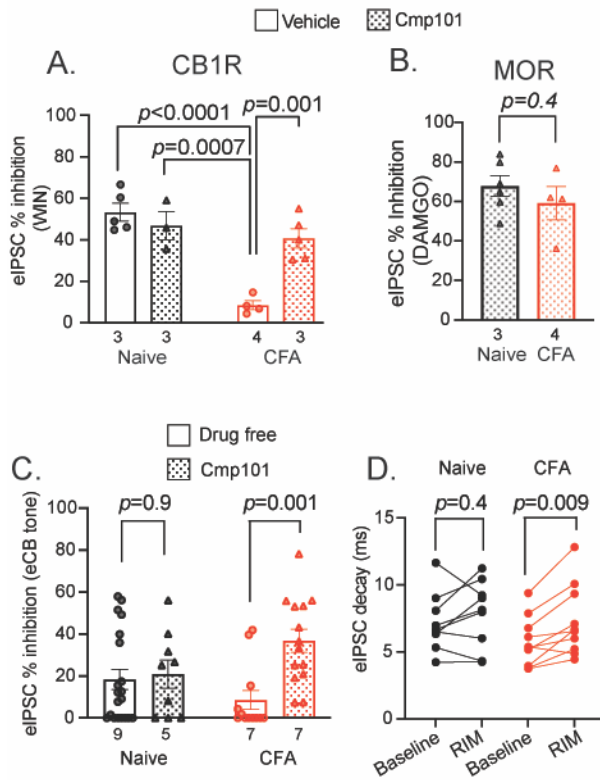 Vehicle Cmp101
A. CB1R
eIPSC % inhibition
(WIN)
100
80
60
40
20
0
p<0.0001
p=0.001
p=0.0007
3 3 4 3
Naive CFA
B. MOR
eIPSC % Inhibition
(DAMGO)
100
80
60
40
20
0
p=0.4
3 4
Naive CFA
Drug free
Cmp101
C.
eIPSC % inhibition (eCB tone)
100
80
60
40
20
0
p=0.9
p=0.001
9 5 7 7
Naive CFA
D. Naive CFA
p=0.4 p=0.009
eIPSC decay (ms)
15
10
5
0
Baseline RIM Baseline RIM